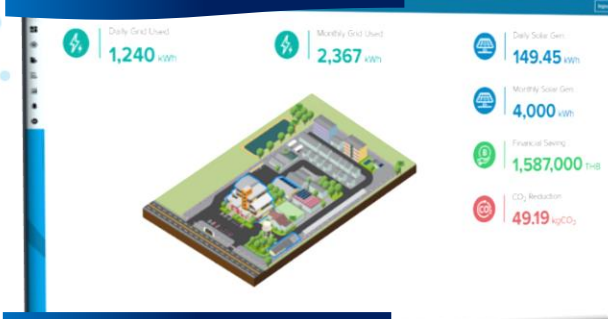 Daily Grid Used
1,240 kWh
Monthly Grid Used
2,367 kWh
Daily Solar Gen
149.45 kWh
Monthly Solar Gen
4,000 kWh
Financial Saving
1,587,000 THB
CO₂ Reduction
49.19 kgCO₂